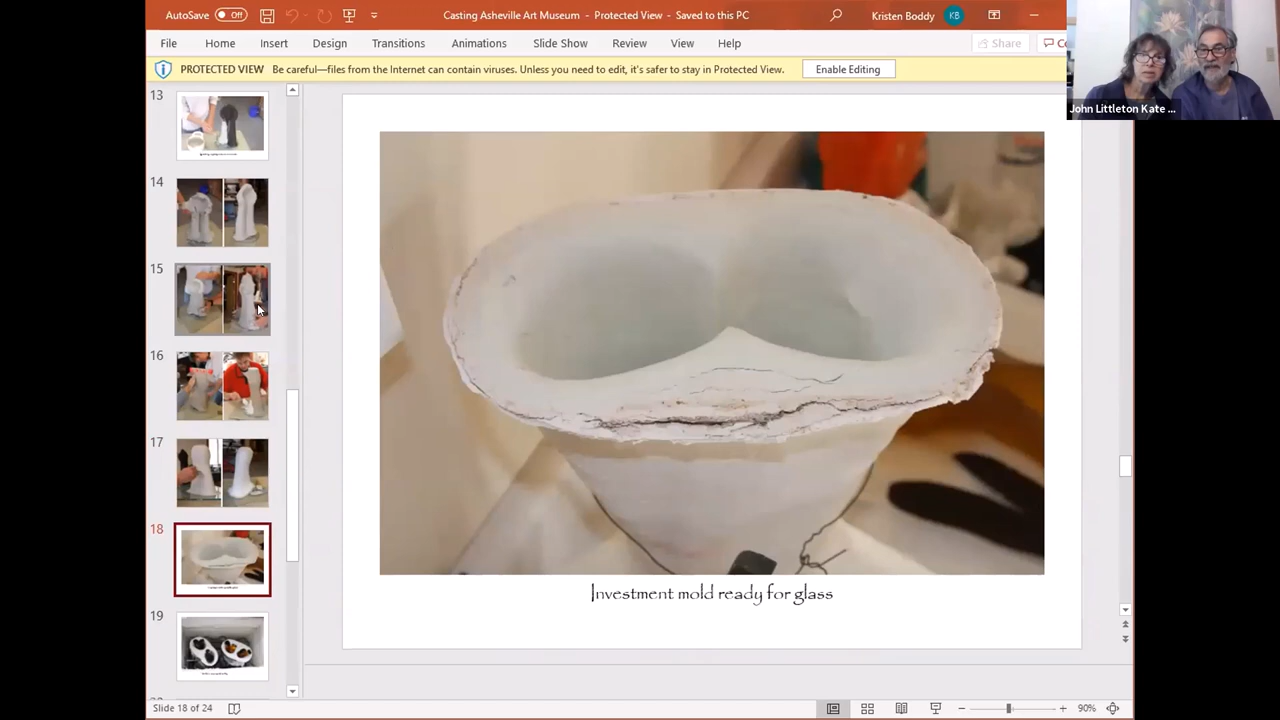 AutoSave Off
Casting Asheville Art Museum - Protected View - Saved to this PC
Kristen Boddy KB
File Home Insert Design Transitions Animations Slide Show Review View Help Share
PROTECTED VIEW Be careful—files from the Internet can contain viruses. Unless you need to edit, it's safer to stay in Protected View. Enable Editing
John Littleton Kate ...
13
14
15
16
17
18
19
Investment mold ready for glass
Slide 18 of 24
90%